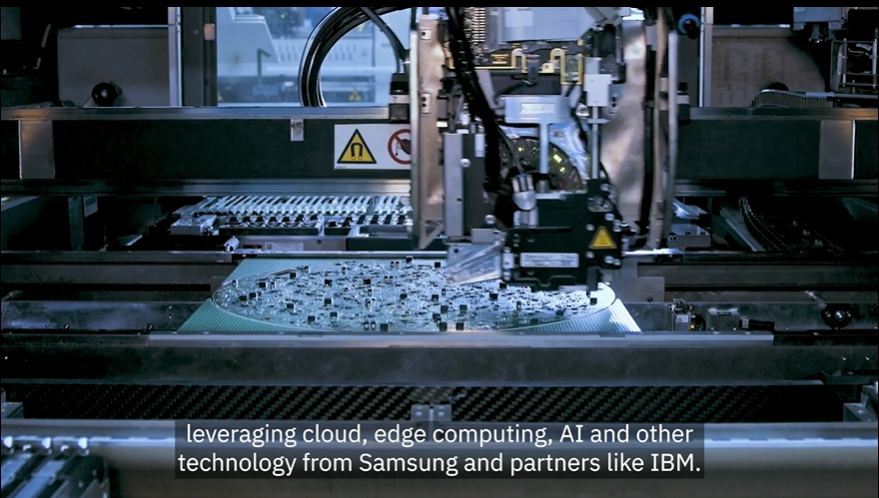 leveraging cloud, edge computing, AI and other
technology from Samsung and partners like IBM.